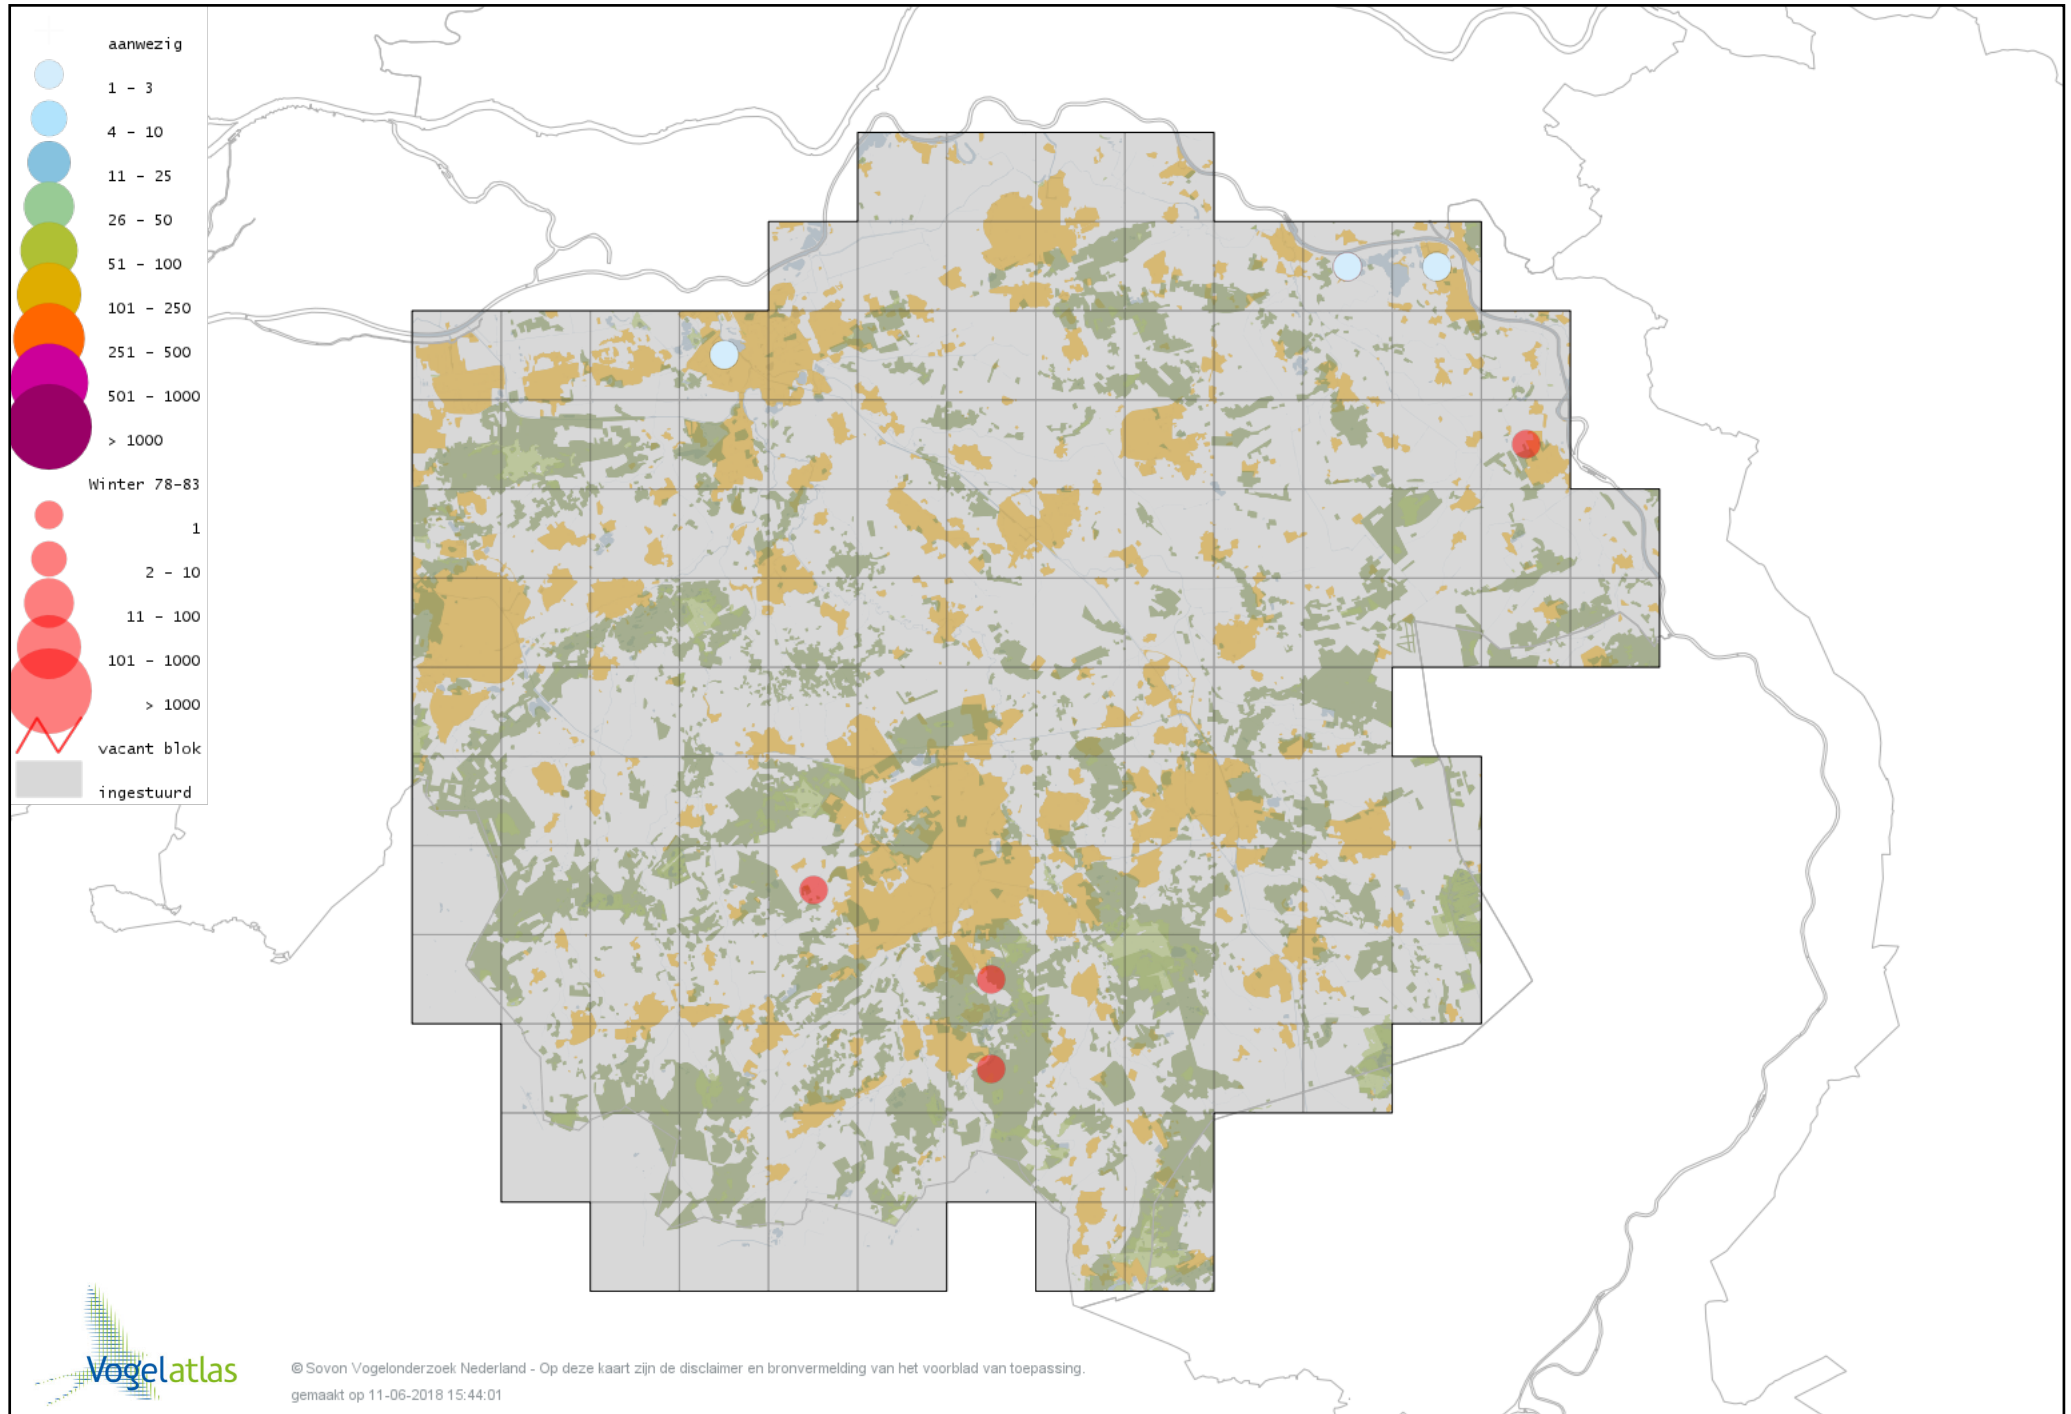 aanwezig
1 - 3
4 - 10
11 - 25
26 - 50
51 - 100
101 - 250
251 - 500
501 - 1000
> 1000
Winter 78-83
1
2 - 10
11 - 100
101 - 1000
> 1000
vacant blok
ingestuurd
Vogelatlas
© Sovon Vogelonderzoek Nederland - Op deze kaart zijn de disclaimer en bronvermelding van het voorblad van toepassing.
gemaakt op 11-06-2018 15:44:01